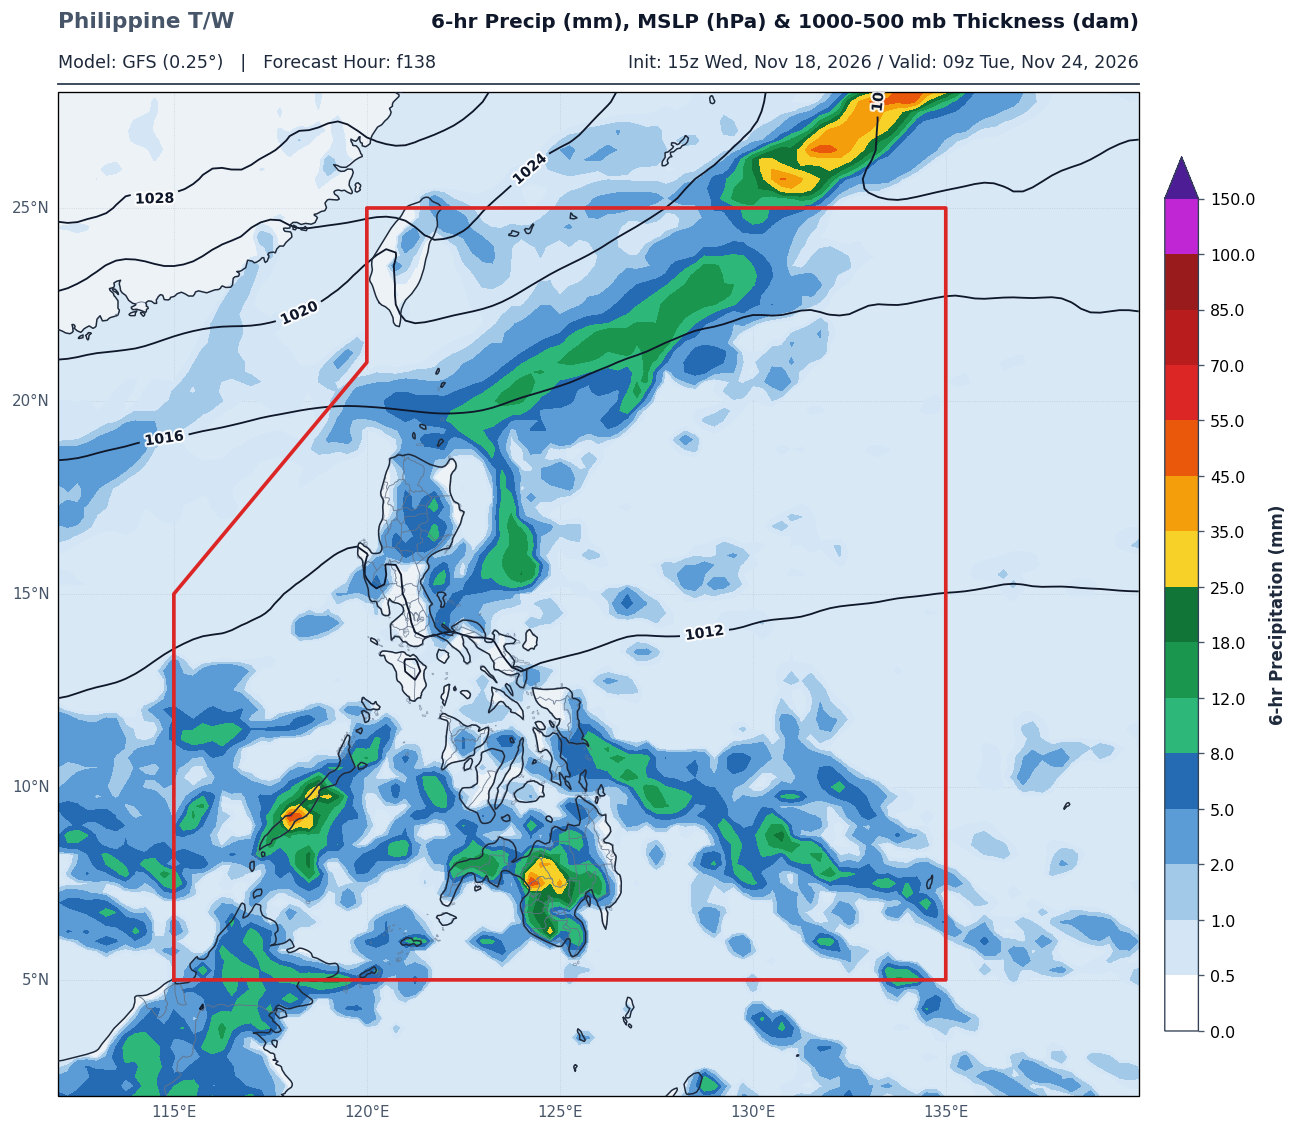 Philippine T/W
6-hr Precip (mm), MSLP (hPa) & 1000-500 mb Thickness (dam)
Model: GFS (0.25°) | Forecast Hour: f138
Init: 15z Wed, Nov 18, 2026 / Valid: 09z Tue, Nov 24, 2026
10
1024
1028
1020
1016
1012
25°N
20°N
15°N
10°N
5°N
115°E
120°E
125°E
130°E
135°E
150.0
100.0
85.0
70.0
55.0
45.0
35.0
25.0
18.0
12.0
8.0
5.0
2.0
1.0
0.5
0.0
6-hr Precipitation (mm)